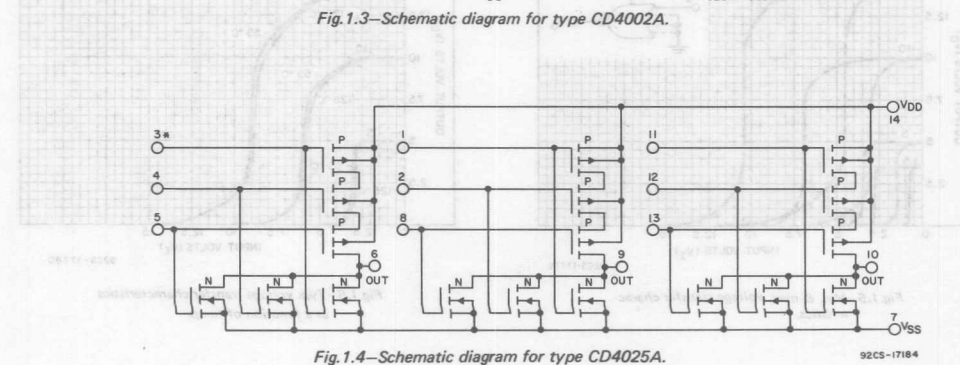 Fig.1.3—Schematic diagram for type CD4002A.
VDD
14
3* P 1 P 11 P
4 P 2 P 12 P
5 P 8 P 13 P
6 9 10
OUT OUT OUT
N N N N N N N N N
7 VSS
Fig.1.4—Schematic diagram for type CD4025A.
92CS-17184